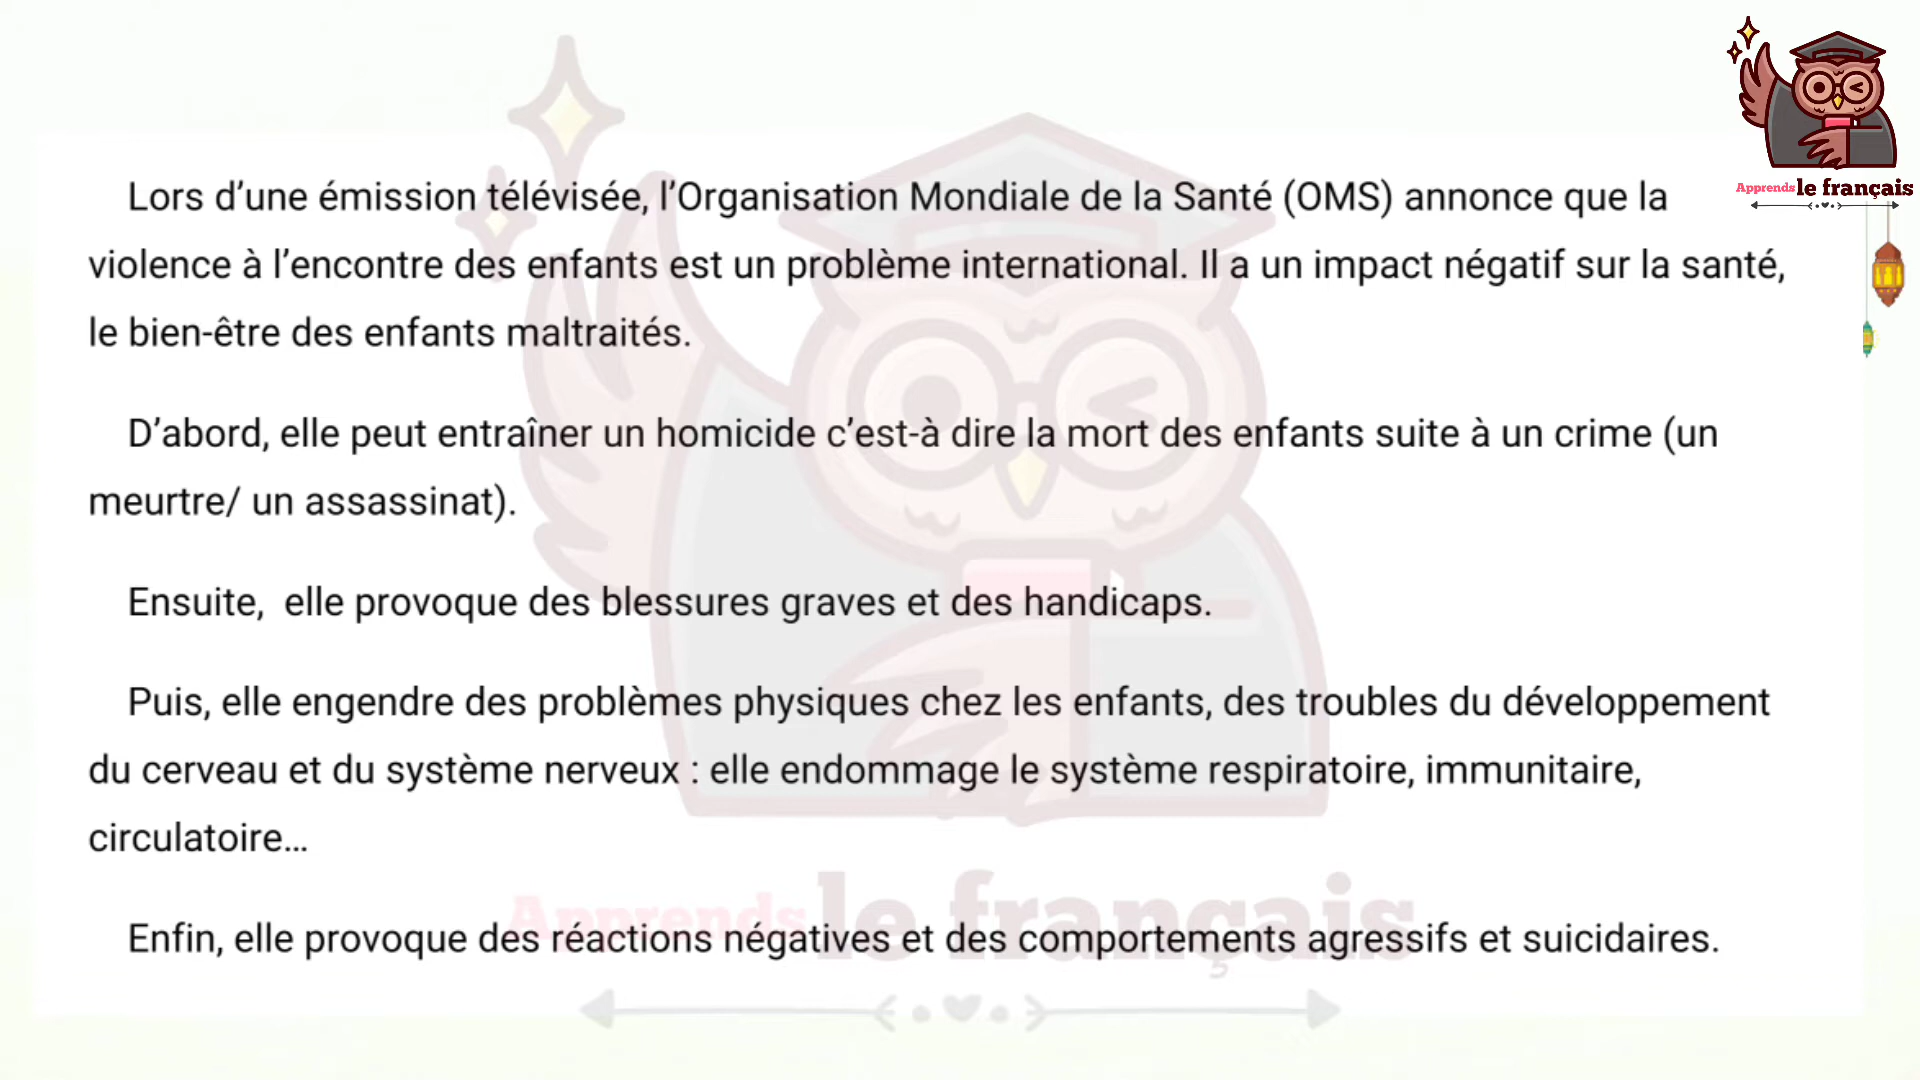 Apprends le français
Lors d’une émission télévisée, l’Organisation Mondiale de la Santé (OMS) annonce que la
violence à l’encontre des enfants est un problème international. Il a un impact négatif sur la santé,
le bien-être des enfants maltraités.
D’abord, elle peut entraîner un homicide c’est-à dire la mort des enfants suite à un crime (un
meurtre/ un assassinat).
Ensuite,  elle provoque des blessures graves et des handicaps.
Puis, elle engendre des problèmes physiques chez les enfants, des troubles du développement
du cerveau et du système nerveux : elle endommage le système respiratoire, immunitaire,
circulatoire...
Enfin, elle provoque des réactions négatives et des comportements agressifs et suicidaires.
Apprends le français